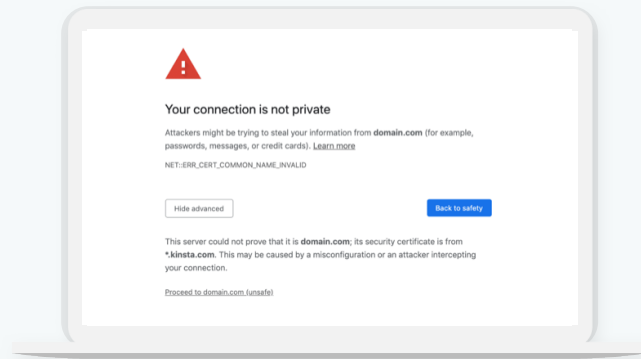 Your connection is not private
Attackers might be trying to steal your information from domain.com (for example,
passwords, messages, or credit cards). Learn more
NET::ERR_CERT_COMMON_NAME_INVALID
Hide advanced
Back to safety
This server could not prove that it is domain.com; its security certificate is from
*.kinsta.com. This may be caused by a misconfiguration or an attacker intercepting
your connection.
Proceed to domain.com (unsafe)